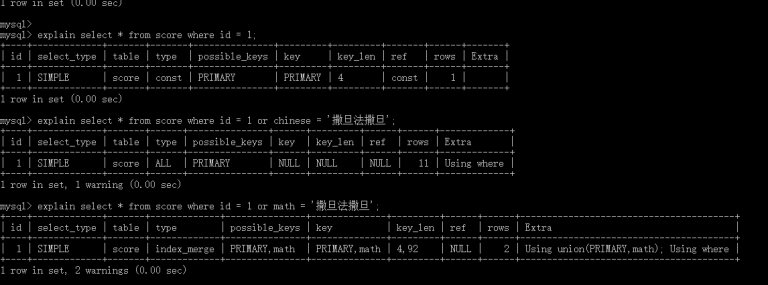 1 row in set (0.00 sec)
mysql>
mysql> explain select * from score where id = 1;
+----+-------------+-------+-------+---------------+---------+---------+-------+------+-------+
| id | select_type | table | type | possible_keys | key | key_len | ref | rows | Extra |
+----+-------------+-------+-------+---------------+---------+---------+-------+------+-------+
| 1 | SIMPLE | score | const | PRIMARY | PRIMARY | 4 | const | 1 | |
+----+-------------+-------+-------+---------------+---------+---------+-------+------+-------+
1 row in set (0.00 sec)
mysql> explain select * from score where id = 1 or chinese = '撒旦法撒旦';
+----+-------------+-------+------+---------------+------+---------+------+------+-------------+
| id | select_type | table | type | possible_keys | key | key_len | ref | rows | Extra |
+----+-------------+-------+------+---------------+------+---------+------+------+-------------+
| 1 | SIMPLE | score | ALL | PRIMARY | NULL | NULL | NULL | 11 | Using where |
+----+-------------+-------+------+---------------+------+---------+------+------+-------------+
1 row in set, 1 warning (0.00 sec)
mysql> explain select * from score where id = 1 or math = '撒旦法撒旦';
+----+-------------+-------+-------------+---------------+--------------+---------+------+------+----------------------------------------+
| id | select_type | table | type | possible_keys | key | key_len | ref | rows | Extra |
+----+-------------+-------+-------------+---------------+--------------+---------+------+------+----------------------------------------+
| 1 | SIMPLE | score | index_merge | PRIMARY,math | PRIMARY,math | 4,92 | NULL | 2 | Using union(PRIMARY,math); Using where |
+----+-------------+-------+-------------+---------------+--------------+---------+------+------+----------------------------------------+
1 row in set, 2 warnings (0.00 sec)